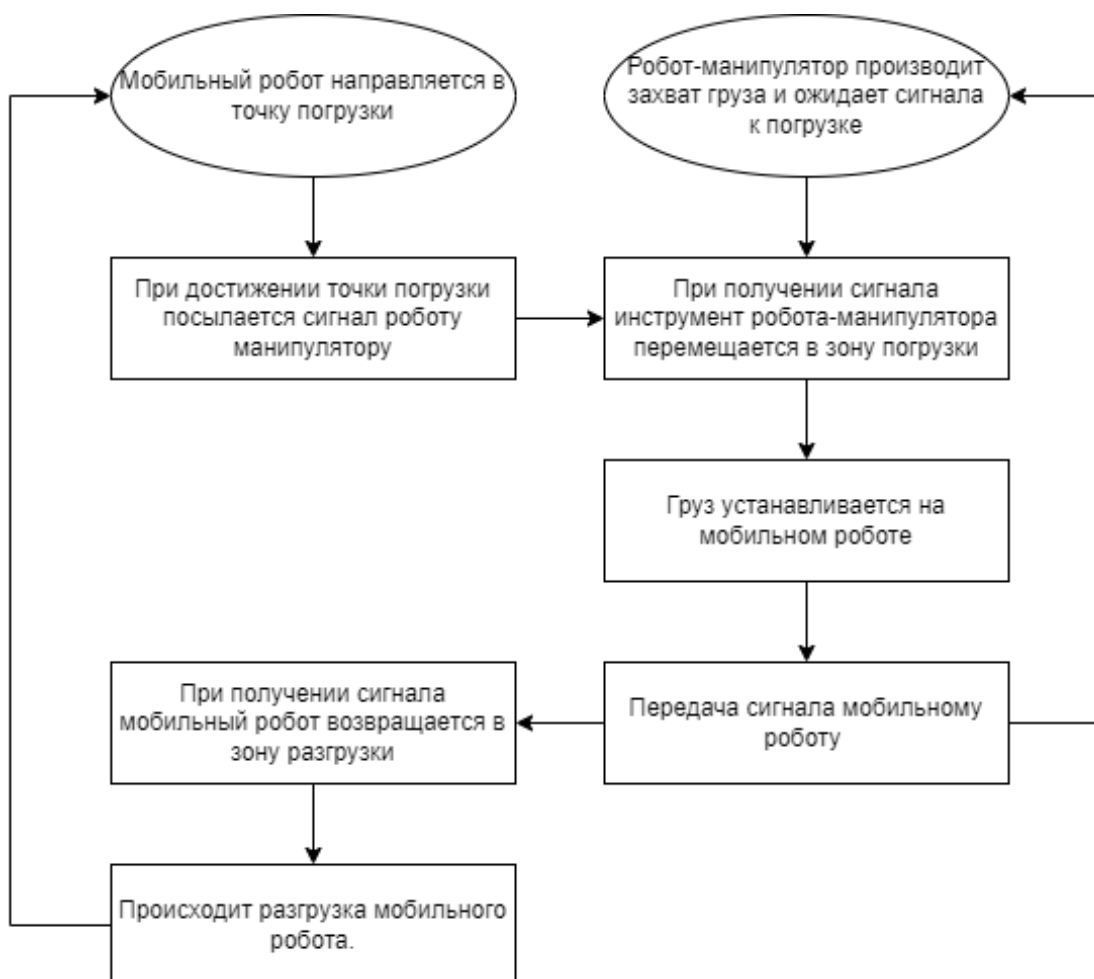 Мобильный робот направляется в
точку погрузки
Робот-манипулятор производит
захват груза и ожидает сигнала
к погрузке
При достижении точки погрузки
посылается сигнал роботу
манипулятору
При получении сигнала
инструмент робота-манипулятора
перемещается в зону погрузки
Груз устанавливается на
мобильном роботе
При получении сигнала
мобильный робот возвращается в
зону разгрузки
Передача сигнала мобильному
роботу
Происходит разгрузка мобильного
робота.